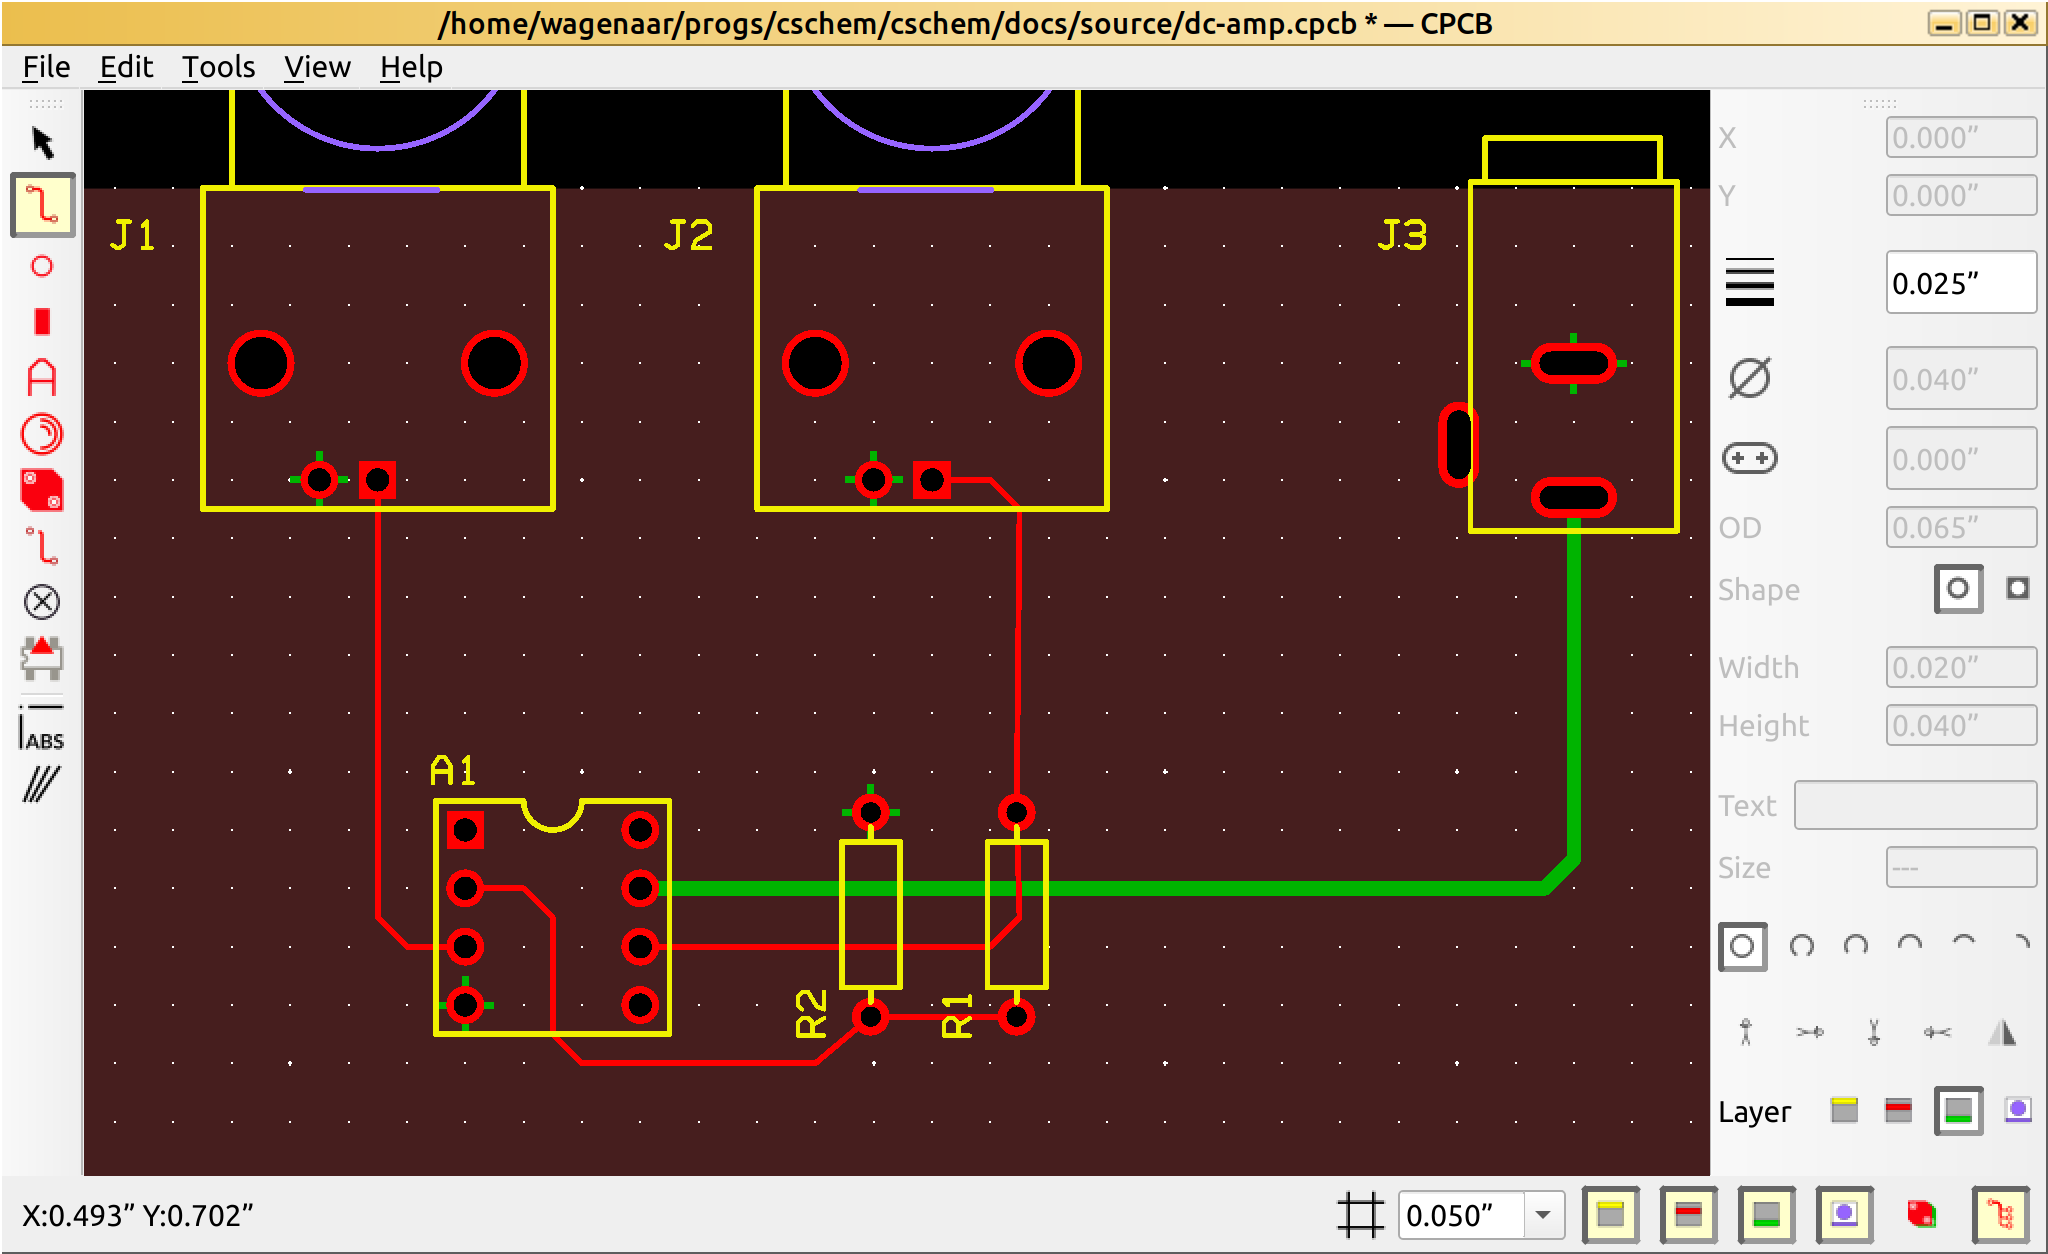 /home/wagenaar/progs/cschem/cschem/docs/source/dc-amp.cpcb * — CPCB
File Edit Tools View Help
X 0.000”
Y 0.000”
J1 J2 J3
0.025”
0.040”
0.000”
OD 0.065”
Shape
Width 0.020”
Height 0.040”
ABS
A1
Text
Size ---
R2 R1
Layer
X:0.493” Y:0.702”
0.050”